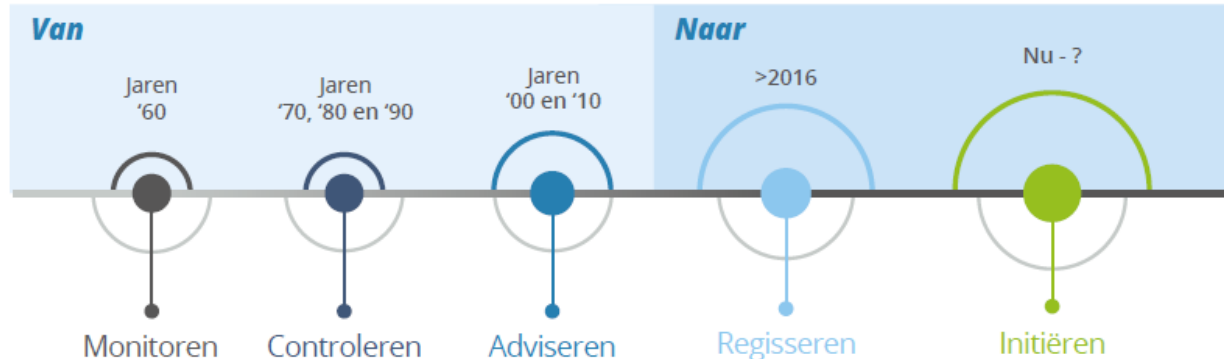 Van
Naar
Jaren
‘60
Jaren
‘70, ‘80 en ‘90
Jaren
‘00 en ‘10
>2016
Nu - ?
Monitoren
Controleren
Adviseren
Regisseren
Initiëren